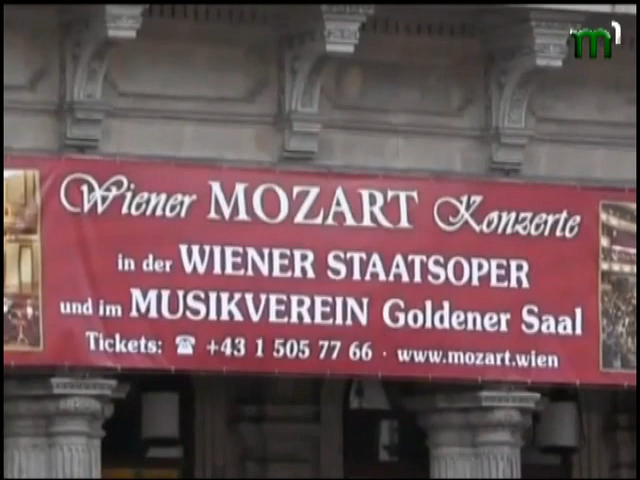 m1
Wiener MOZART Konzerte
in der WIENER STAATSOPER
und im MUSIKVEREIN Goldener Saal
Tickets: ☎ +43 1 505 77 66 · www.mozart.wien